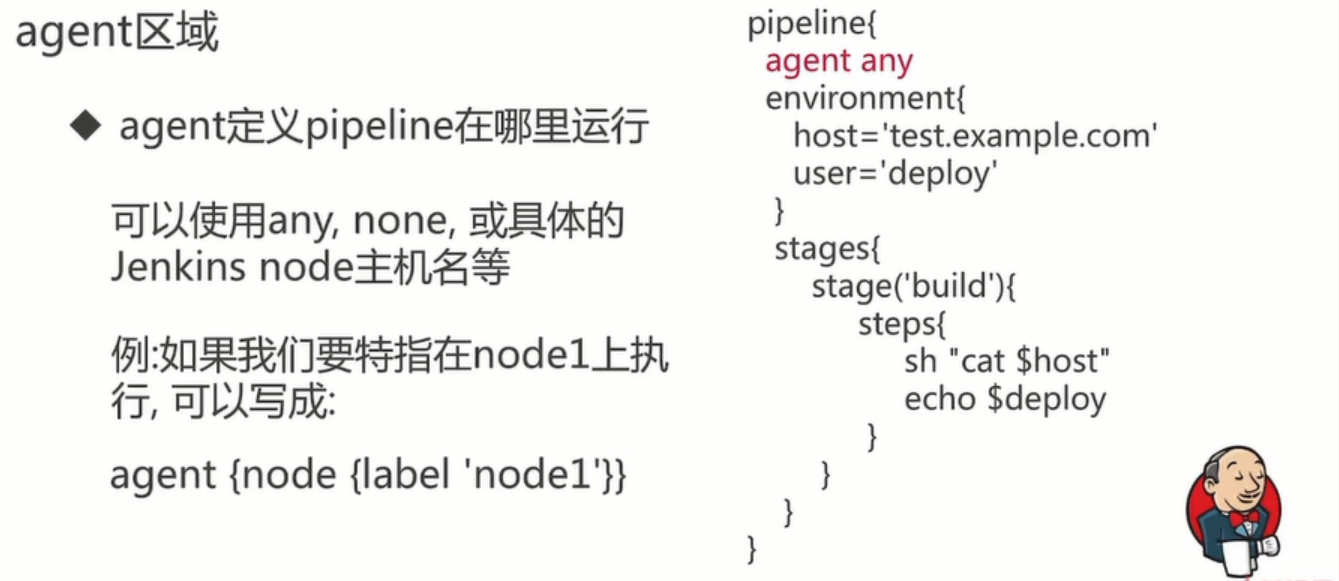 agent区域
◆ agent定义pipeline在哪里运行
可以使用any, none, 或具体的
Jenkins node主机名等
例:如果我们要特指在node1上执
行, 可以写成:
agent {node {label 'node1'}}
pipeline{
agent any
environment{
host='test.example.com'
user='deploy'
}
stages{
stage('build'){
steps{
sh "cat $host"
echo $deploy
}
}
}
}